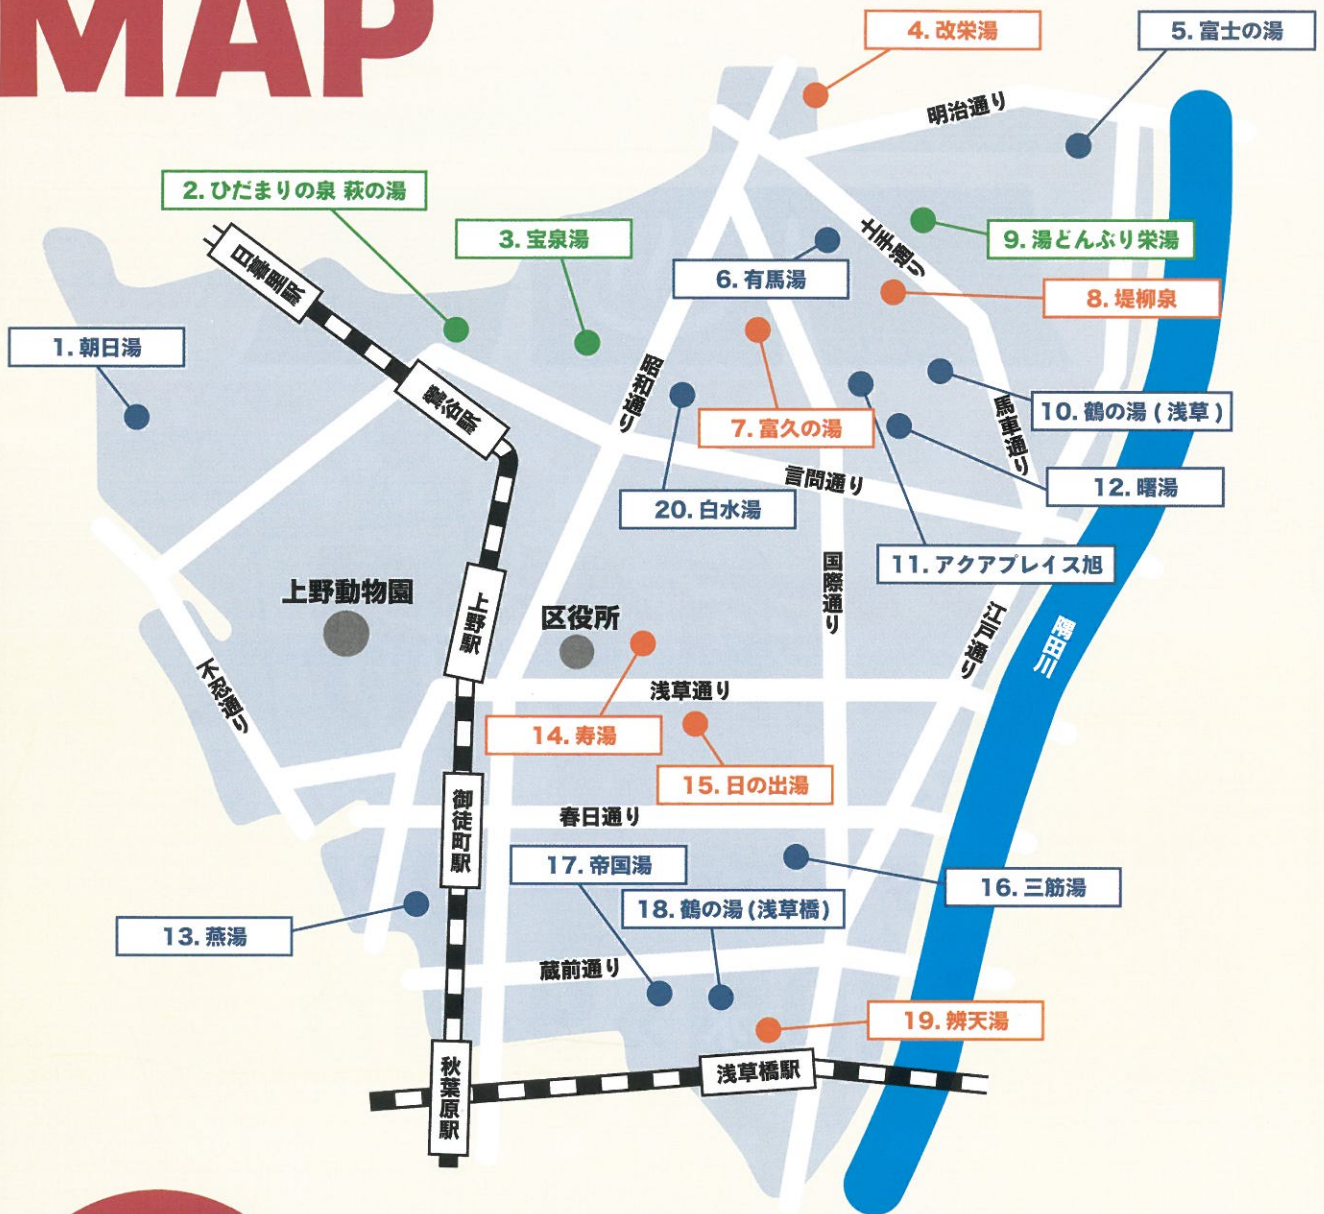 MAP
4. 改栄湯
5. 富士の湯
明治通り
2. ひだまりの泉 萩の湯
3. 宝泉湯
9. 湯どんぶり栄湯
土手通り
日暮里駅
6. 有馬湯
8. 堤柳泉
1. 朝日湯
昭和通り
鶯谷駅
7. 富久の湯
10. 鶴の湯 ( 浅草 )
馬車通り
言問通り
12. 曙湯
20. 白水湯
11. アクアプレイス旭
上野動物園
上野駅
区役所
国際通り
江戸通り
隅田川
不忍通り
浅草通り
14. 寿湯
15. 日の出湯
御徒町駅
春日通り
17. 帝国湯
16. 三筋湯
18. 鶴の湯 (浅草橋)
13. 燕湯
蔵前通り
19. 辨天湯
秋葉原駅
浅草橋駅